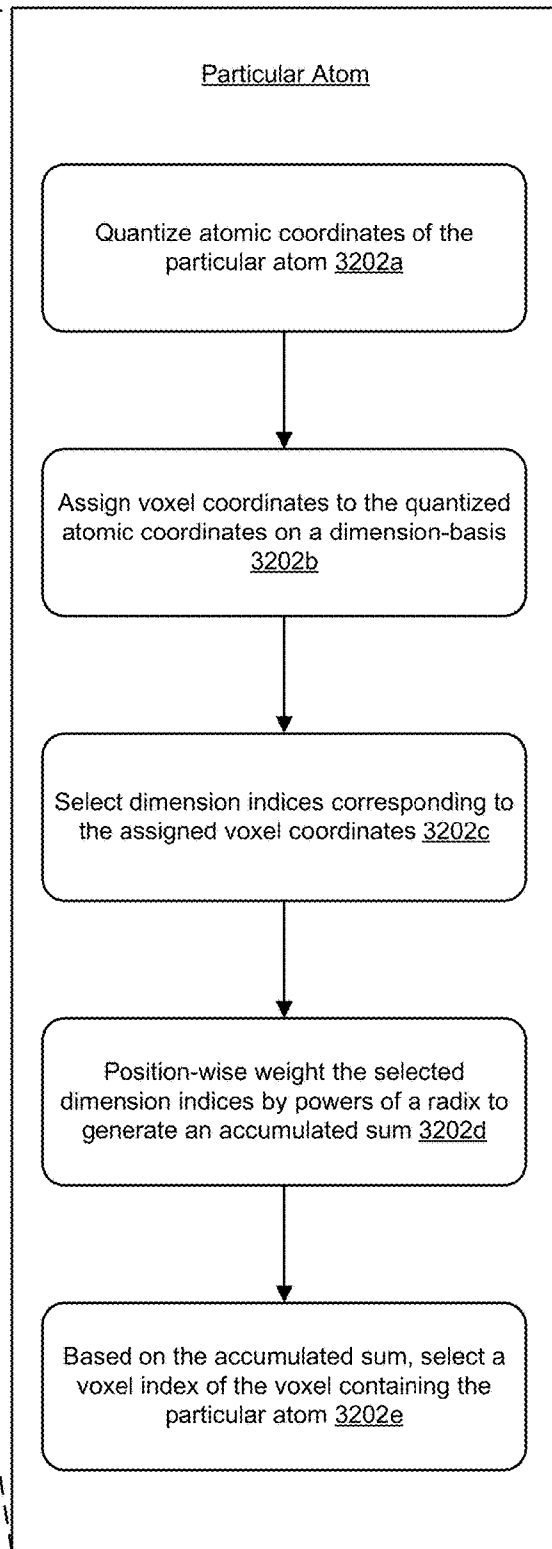 Particular Atom
Quantize atomic coordinates of the
particular atom 3202a
Assign voxel coordinates to the quantized
atomic coordinates on a dimension-basis
3202b
Select dimension indices corresponding to
the assigned voxel coordinates 3202c
Position-wise weight the selected
dimension indices by powers of a radix to
generate an accumulated sum 3202d
Based on the accumulated sum, select a
voxel index of the voxel containing the
particular atom 3202e